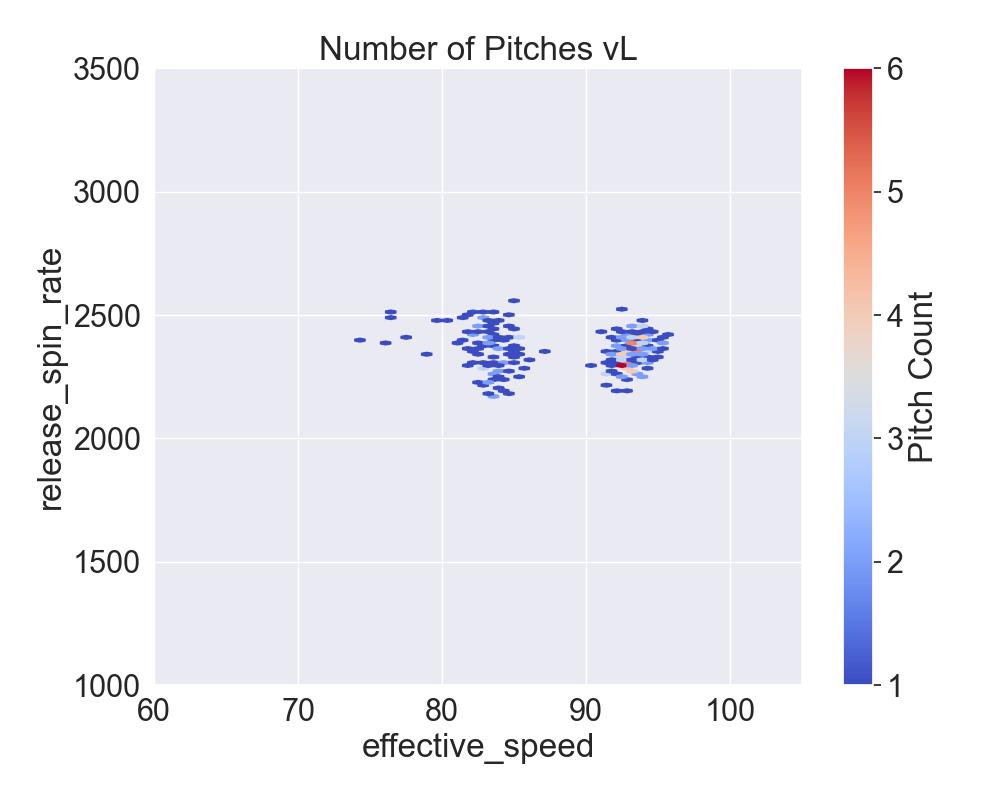 Number of Pitches vL
3500
3000
2500
2000
1500
1000
release_spin_rate
60 70 80 90 100
effective_speed
6
5
4
3
2
1
Pitch Count